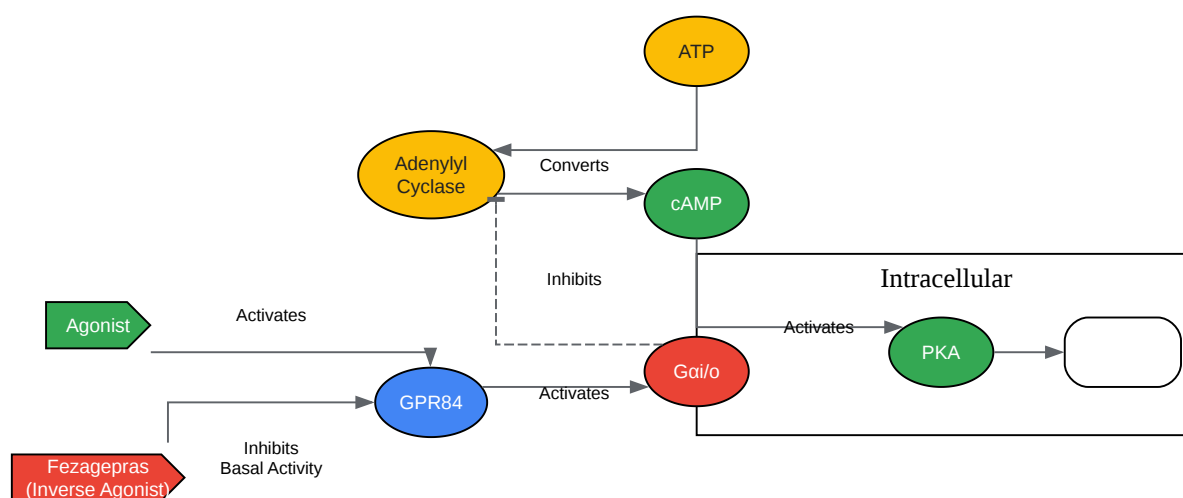 ATP
Adenylyl
Cyclase
Converts
cAMP
Inhibits
Intracellular
Agonist
Activates
Activates
PKA
GPR84
Activates
Gαi/o
Inhibits
Basal Activity
Fezagepras
(Inverse Agonist)